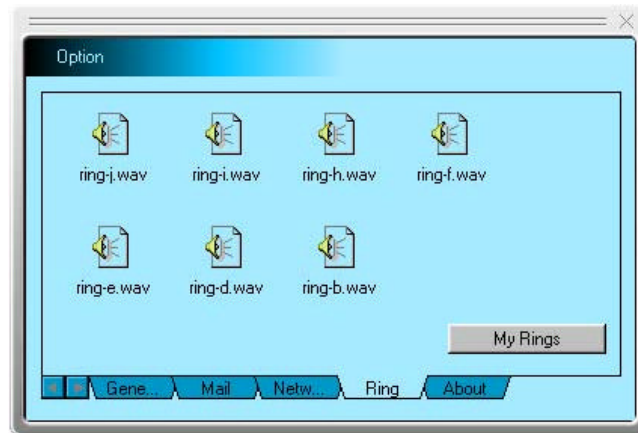 Option
ring-j.wav ring-i.wav ring-h.wav ring-f.wav
ring-e.wav ring-d.wav ring-b.wav
My Rings
Gene... Mail Netw... Ring About